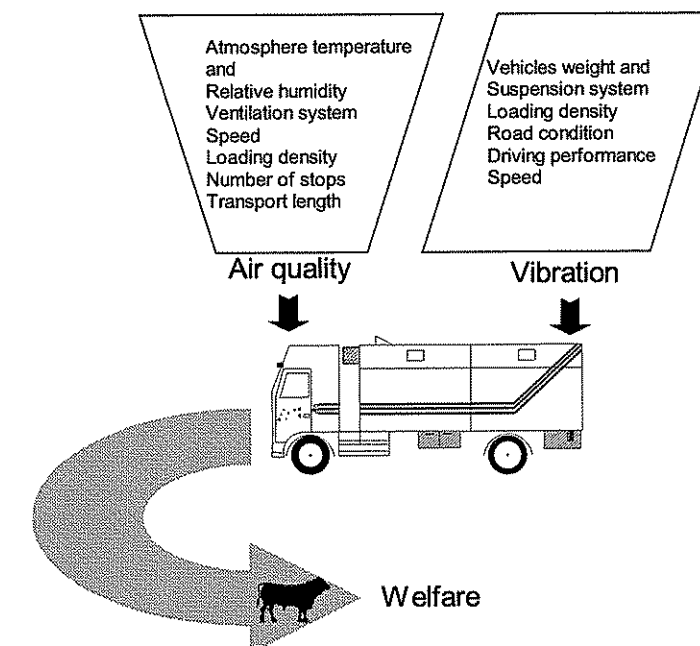 Atmosphere temperature
and
Relative humidity
Ventilation system
Speed
Loading density
Number of stops
Transport length
Air quality
Vehicles weight and
Suspension system
Loading density
Road condition
Driving performance
Speed
Vibration
Welfare